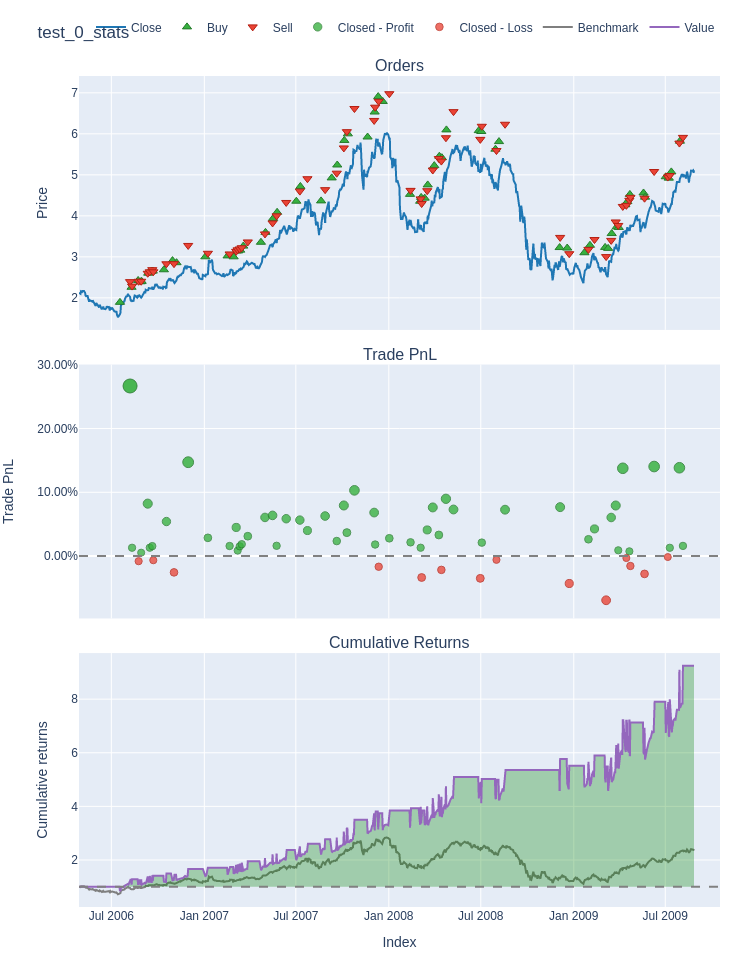 test_0_stats
Close Buy Sell Closed - Profit Closed - Loss Benchmark Value
Orders
7
6
5
4
3
2
Price
Trade PnL
30.00%
20.00%
10.00%
0.00%
Trade PnL
Cumulative Returns
8
6
4
2
Cumulative returns
Jul 2006 Jan 2007 Jul 2007 Jan 2008 Jul 2008 Jan 2009 Jul 2009
Index